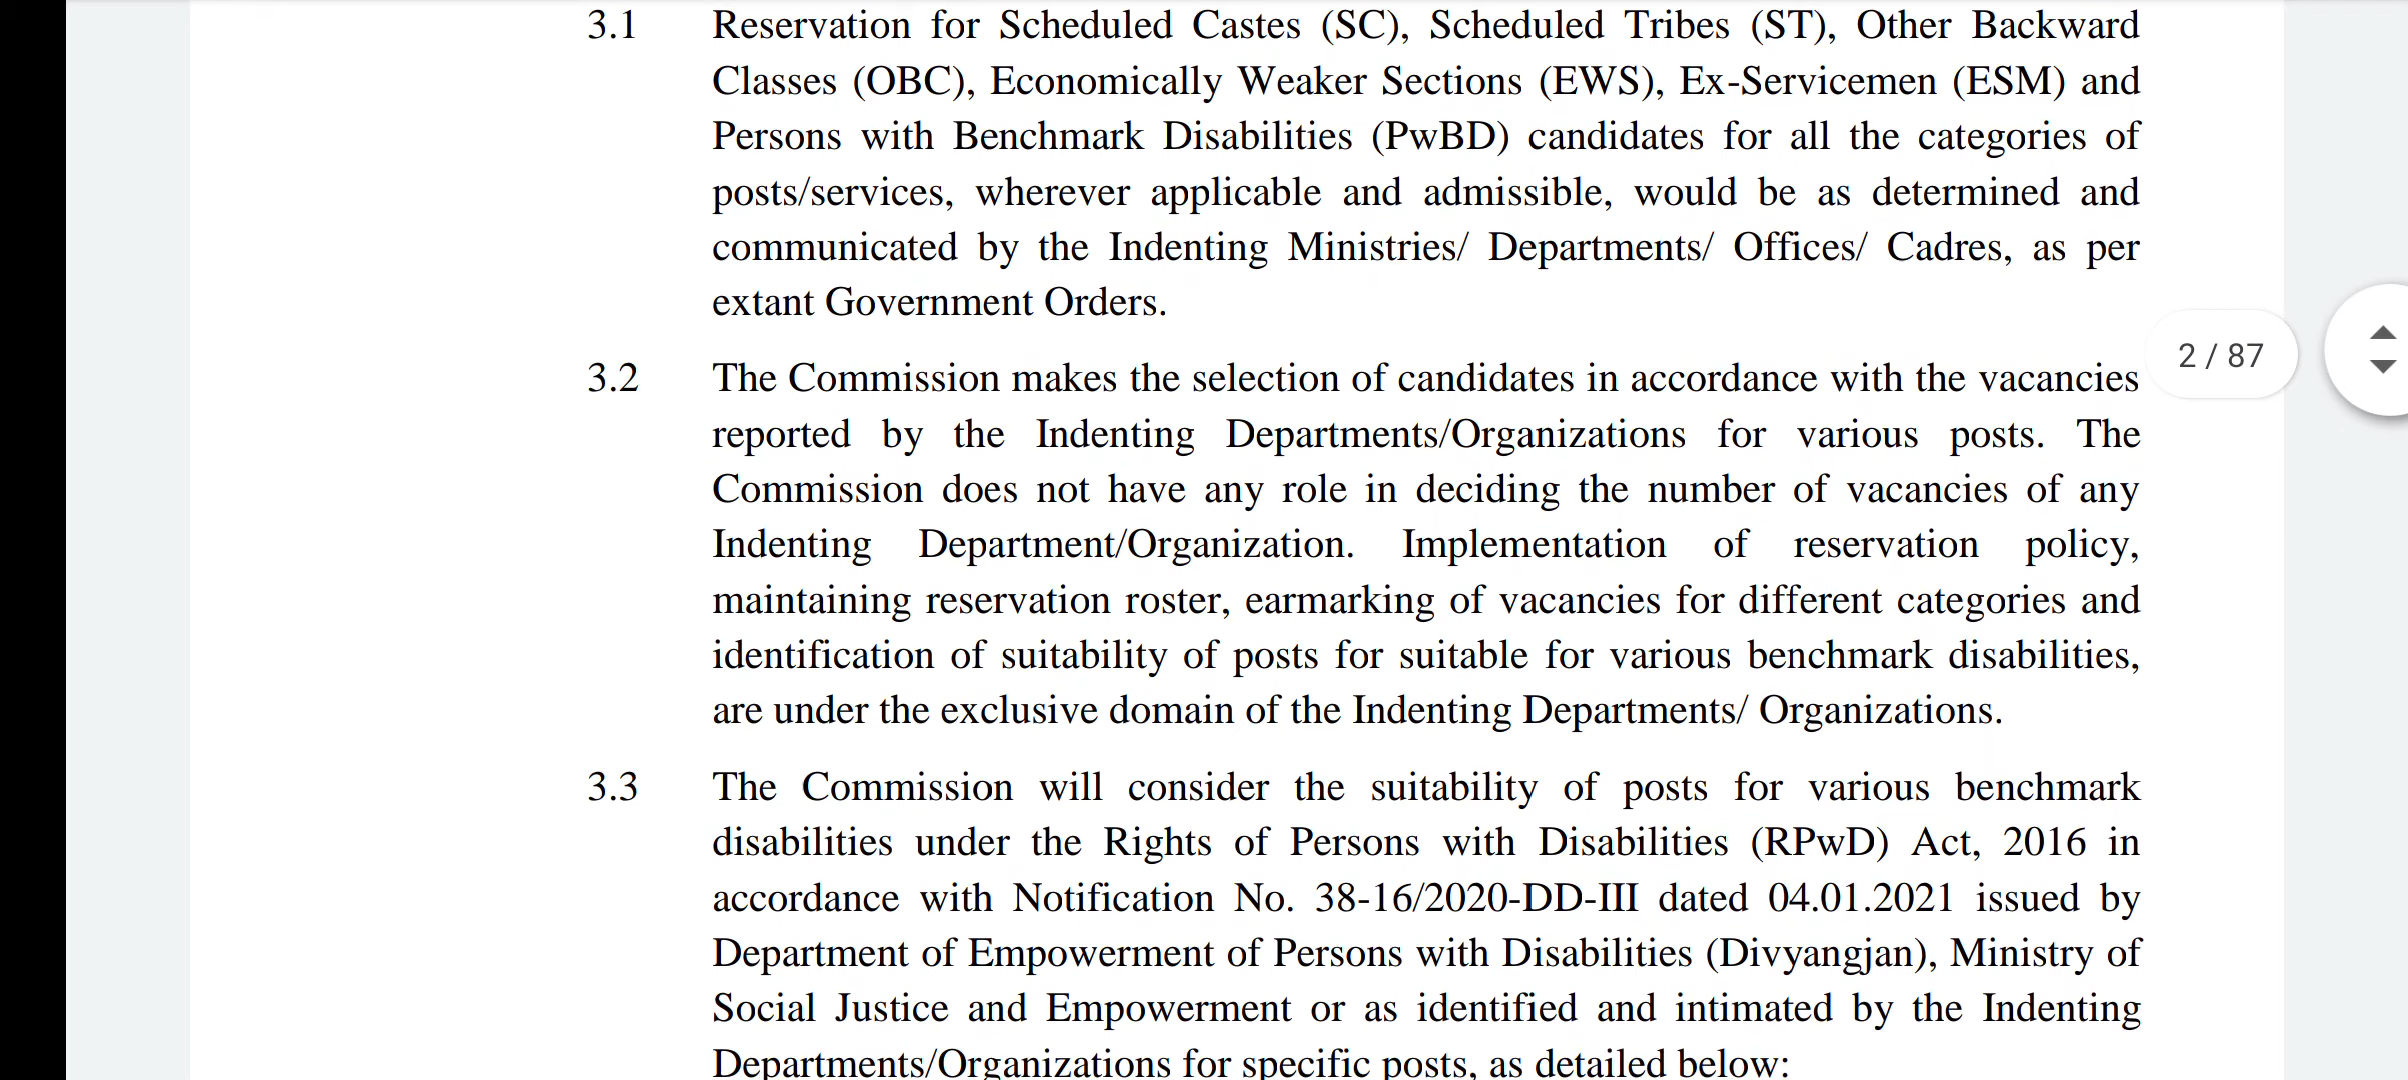 3.1 Reservation for Scheduled Castes (SC), Scheduled Tribes (ST), Other Backward
Classes (OBC), Economically Weaker Sections (EWS), Ex-Servicemen (ESM) and
Persons with Benchmark Disabilities (PwBD) candidates for all the categories of
posts/services, wherever applicable and admissible, would be as determined and
communicated by the Indenting Ministries/ Departments/ Offices/ Cadres, as per
extant Government Orders.
2 / 87
3.2 The Commission makes the selection of candidates in accordance with the vacancies
reported by the Indenting Departments/Organizations for various posts. The
Commission does not have any role in deciding the number of vacancies of any
Indenting Department/Organization. Implementation of reservation policy,
maintaining reservation roster, earmarking of vacancies for different categories and
identification of suitability of posts for suitable for various benchmark disabilities,
are under the exclusive domain of the Indenting Departments/ Organizations.
3.3 The Commission will consider the suitability of posts for various benchmark
disabilities under the Rights of Persons with Disabilities (RPwD) Act, 2016 in
accordance with Notification No. 38-16/2020-DD-III dated 04.01.2021 issued by
Department of Empowerment of Persons with Disabilities (Divyangjan), Ministry of
Social Justice and Empowerment or as identified and intimated by the Indenting
Departments/Organizations for specific posts, as detailed below: